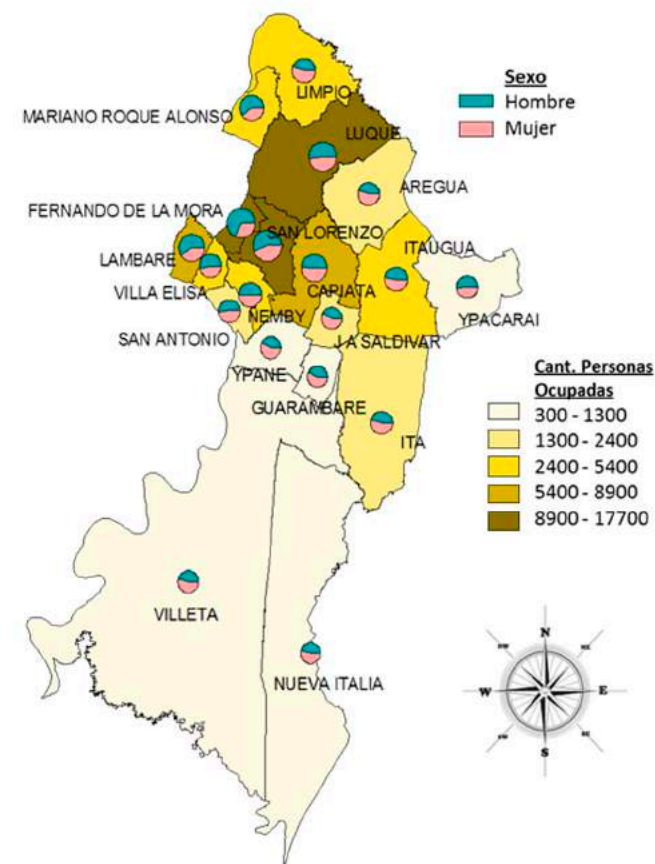 Sexo
Hombre
Mujer
LIMPIO
MARIANO ROQUE ALONSO
LUQUE
AREGUA
FERNANDO DE LA MORA
SAN LORENZO
ITAUGUA
LAMBARE
CAPIATA
VILLA ELISA
YPACARAI
ÑEMBY
SAN ANTONIO
J A SALDIVAR
YPANE
GUARAMBARE
ITA
Cant. Personas
Ocupadas
300 - 1300
1300 - 2400
2400 - 5400
5400 - 8900
8900 - 17700
VILLETA
NUEVA ITALIA
N
W
E
S